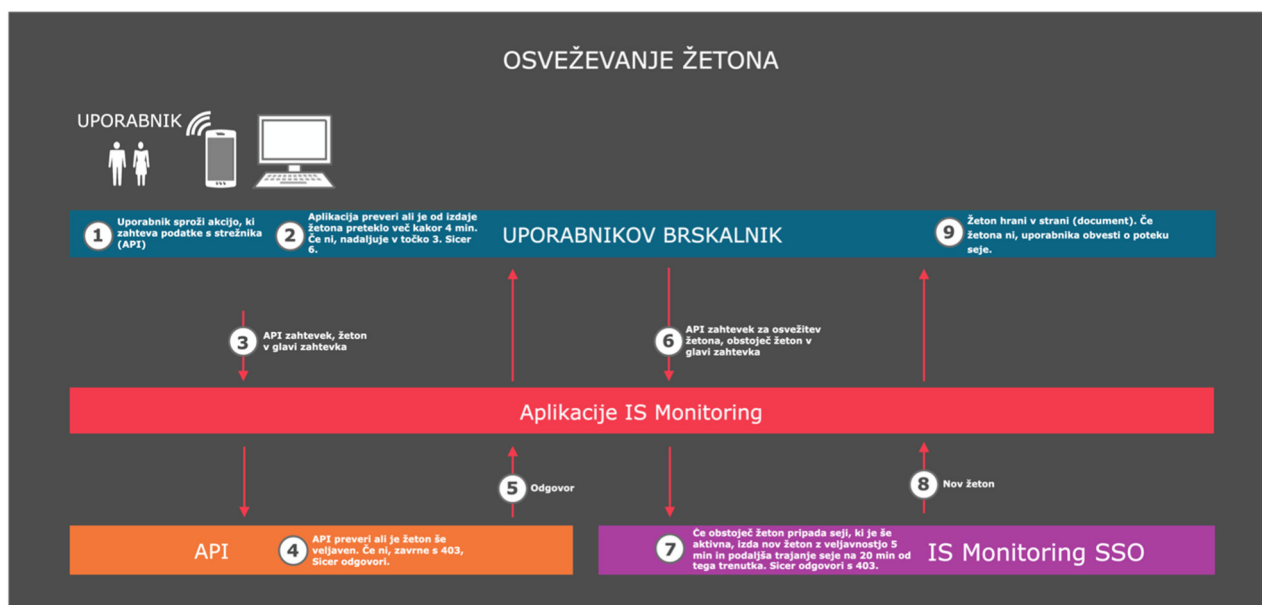 OSVEŽEVANJE ŽETONA
UPORABNIK
1
Uporabnik sproži akcijo, ki
zahteva podatke s strežnika
(API)
2
Aplikacija preveri ali je od izdaje
žetona preteklo več kakor 4 min.
Če ni, nadaljuje v točko 3. Sicer
6.
UPORABNIKOV BRSKALNIK
9
Žeton hrani v strani (document). Če
žetona ni, uporabnika obvesti o poteku
seje.
3
API zahtevek, žeton
v glavi zahtevka
6
API zahtevek za osvežitev
žetona, obstoječ žeton v
glavi zahtevka
Aplikacije IS Monitoring
5
Odgovor
8
Nov žeton
API
4
API preveri ali je žeton še
veljaven. Če ni, zavrne s 403,
Sicer odgovori.
7
Če obstoječ žeton pripada seji, ki je še
aktivna, izda nov žeton z veljavnostjo 5
min in podaljša trajanje seje na 20 min od
tega trenutka. Sicer odgovori s 403.
IS Monitoring SSO